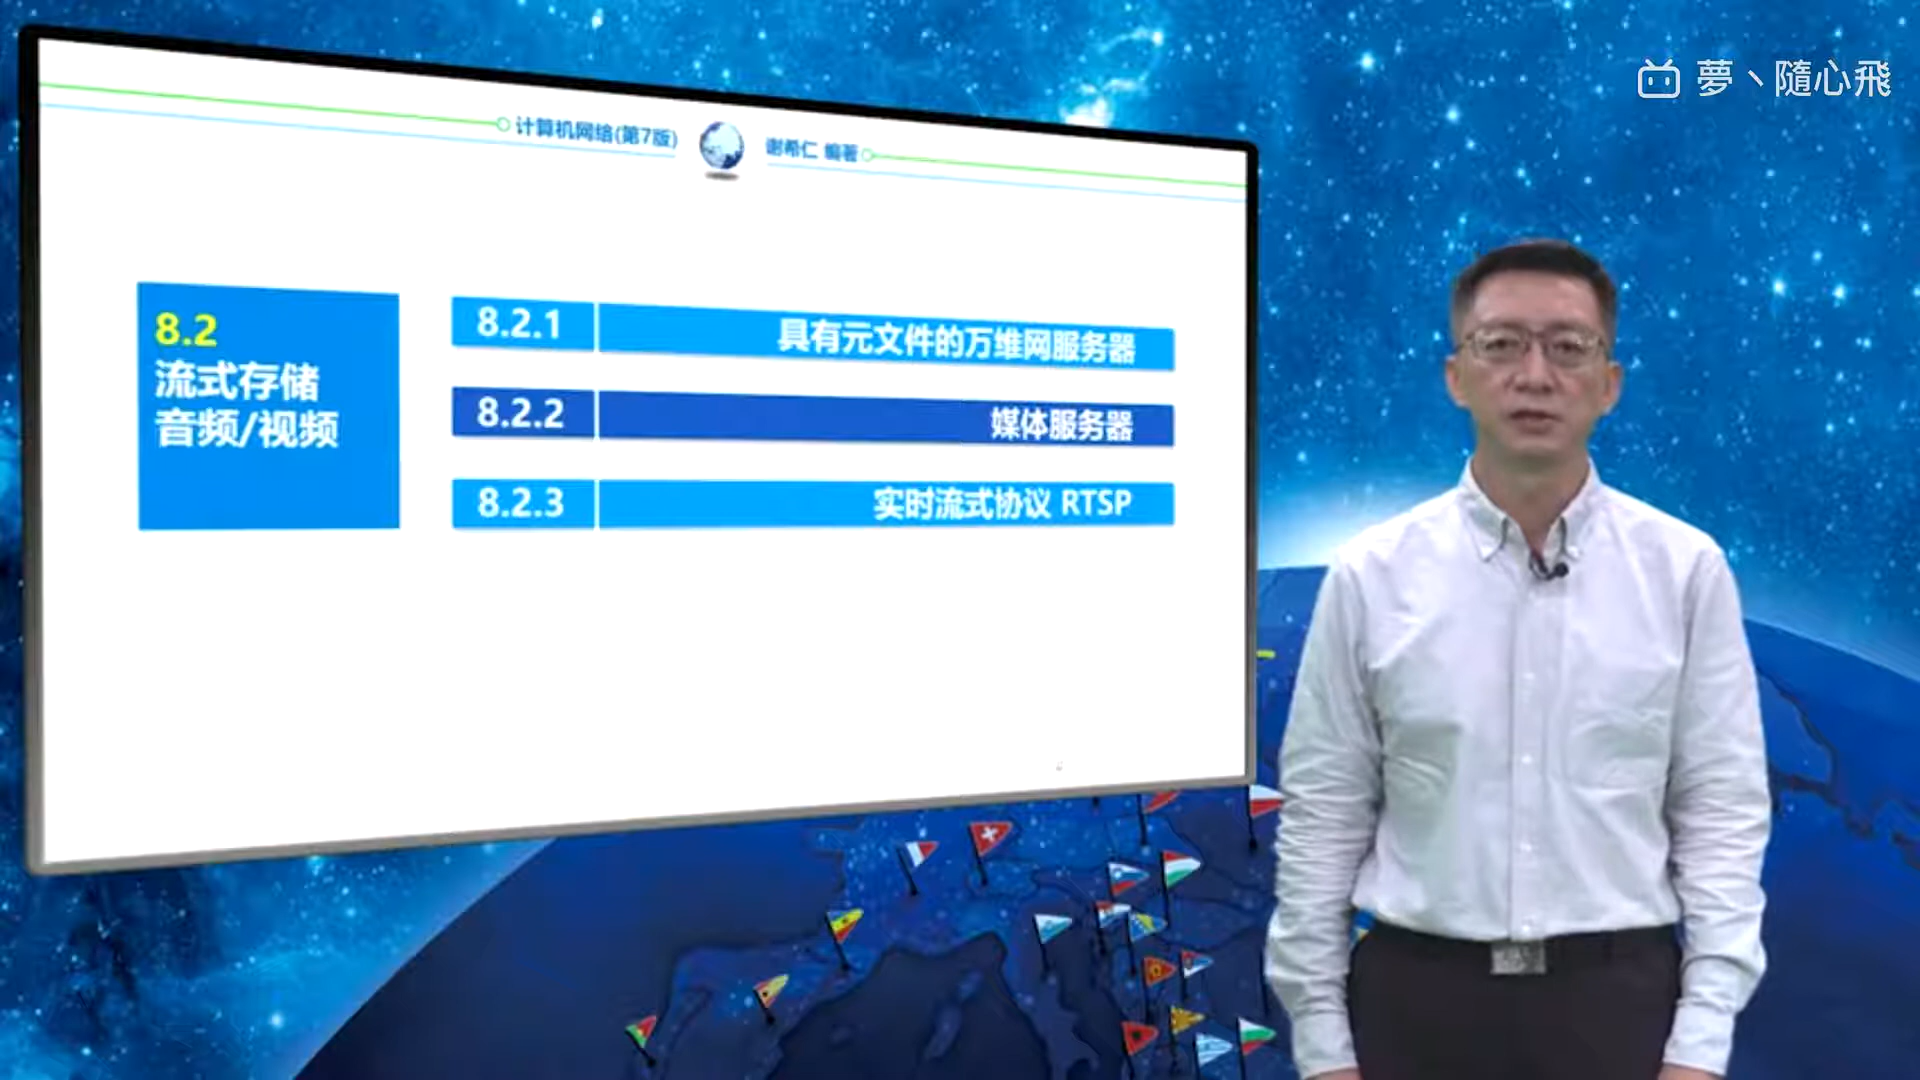 夢丶隨心飛
计算机网络(第7版)
谢希仁 编著
8.2
流式存储
音频/视频
8.2.1 具有元文件的万维网服务器
8.2.2 媒体服务器
8.2.3 实时流式协议 RTSP